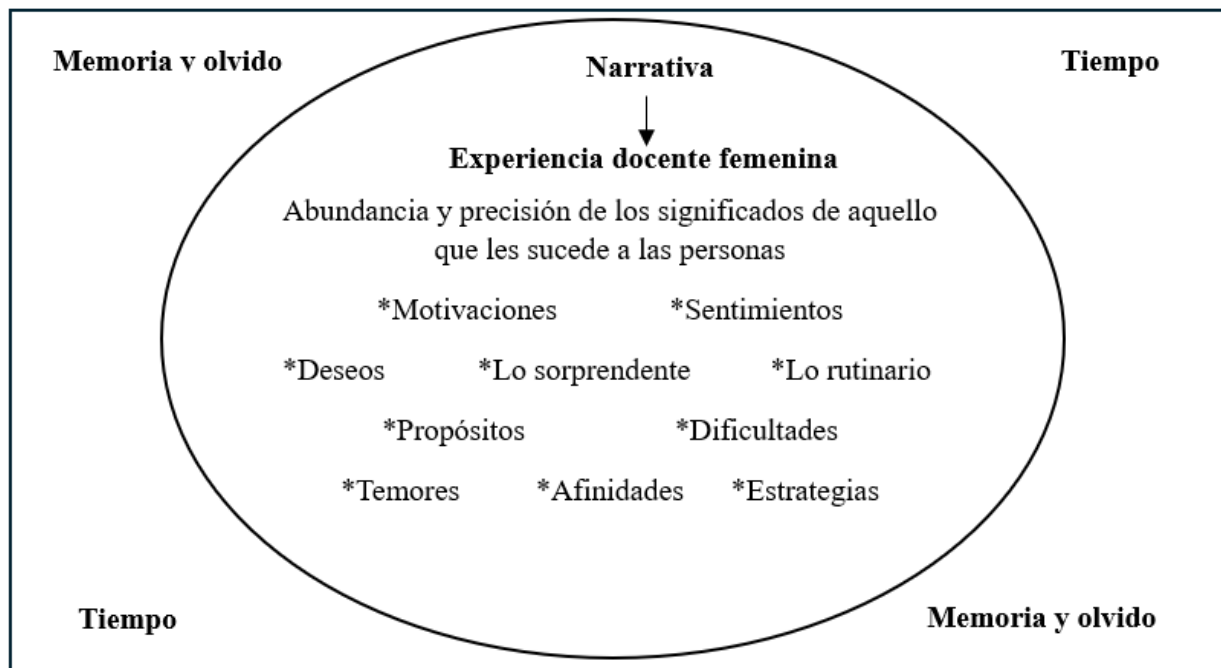 Memoria y olvido
Narrativa
Tiempo
Experiencia docente femenina
Abundancia y precisión de los significados de aquello
que les sucede a las personas
*Motivaciones *Sentimientos
*Deseos *Lo sorprendente *Lo rutinario
*Propósitos *Dificultades
*Temores *Afinidades *Estrategias
Tiempo
Memoria y olvido